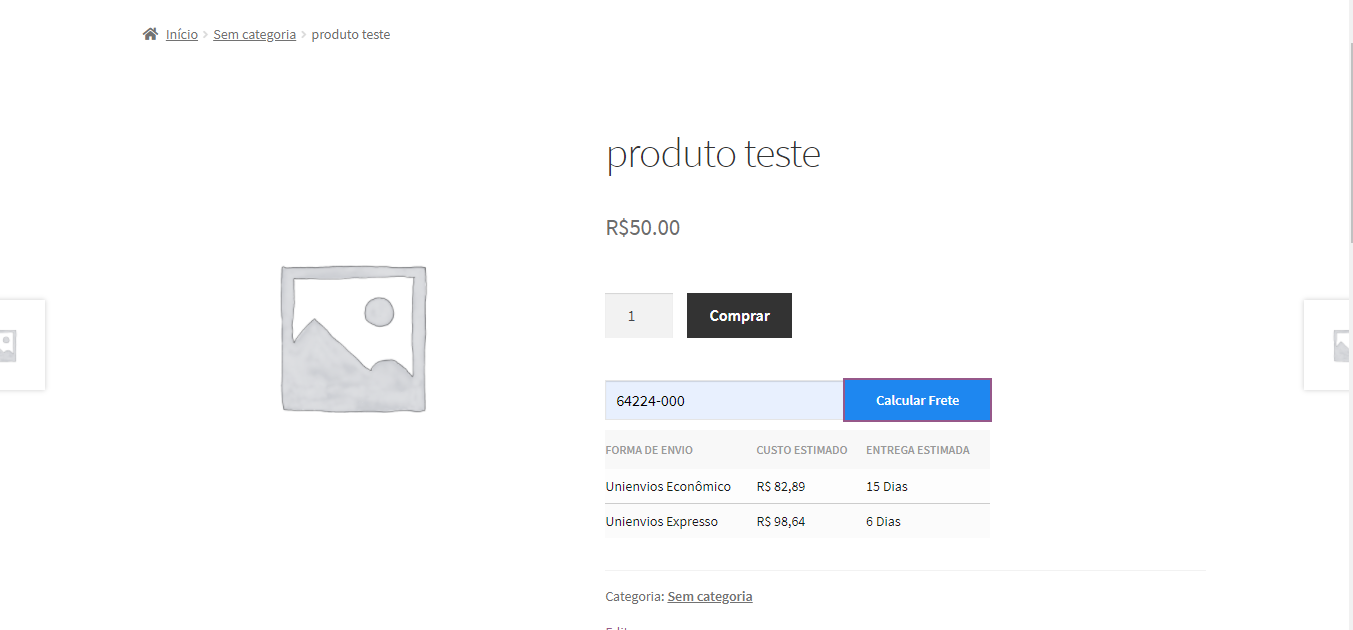 Início › Sem categoria › produto teste
produto teste
R$50.00
1 Comprar
64224-000 Calcular Frete
FORMA DE ENVIO CUSTO ESTIMADO ENTREGA ESTIMADA
Unienvios Econômico R$ 82,89 15 Dias
Unienvios Expresso R$ 98,64 6 Dias
Categoria: Sem categoria